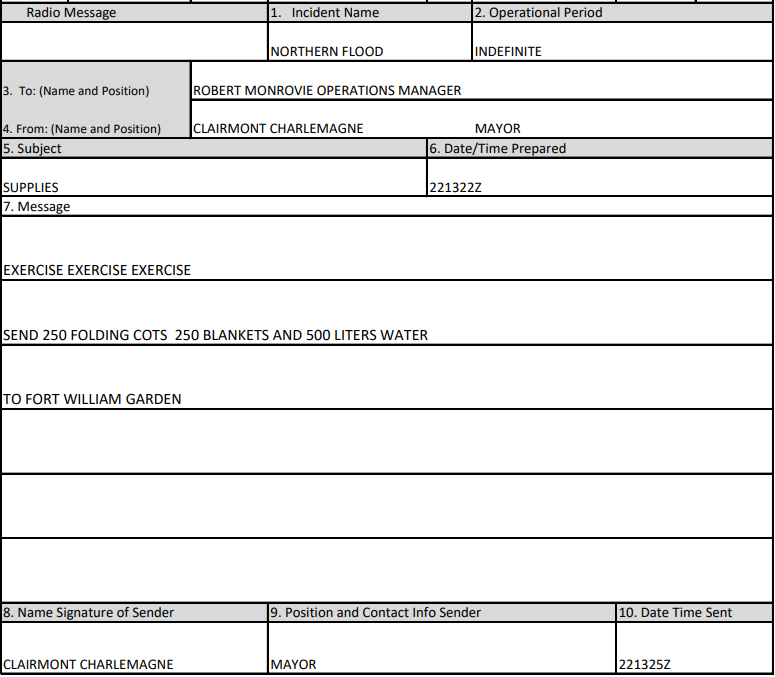 Radio Message 1. Incident Name 2. Operational Period
NORTHERN FLOOD INDEFINITE
3. To: (Name and Position) ROBERT MONROVIE OPERATIONS MANAGER
4. From: (Name and Position) CLAIRMONT CHARLEMAGNE MAYOR
5. Subject 6. Date/Time Prepared
SUPPLIES 221322Z
7. Message
EXERCISE EXERCISE EXERCISE
SEND 250 FOLDING COTS 250 BLANKETS AND 500 LITERS WATER
TO FORT WILLIAM GARDEN
8. Name Signature of Sender 9. Position and Contact Info Sender 10. Date Time Sent
CLAIRMONT CHARLEMAGNE MAYOR 221325Z